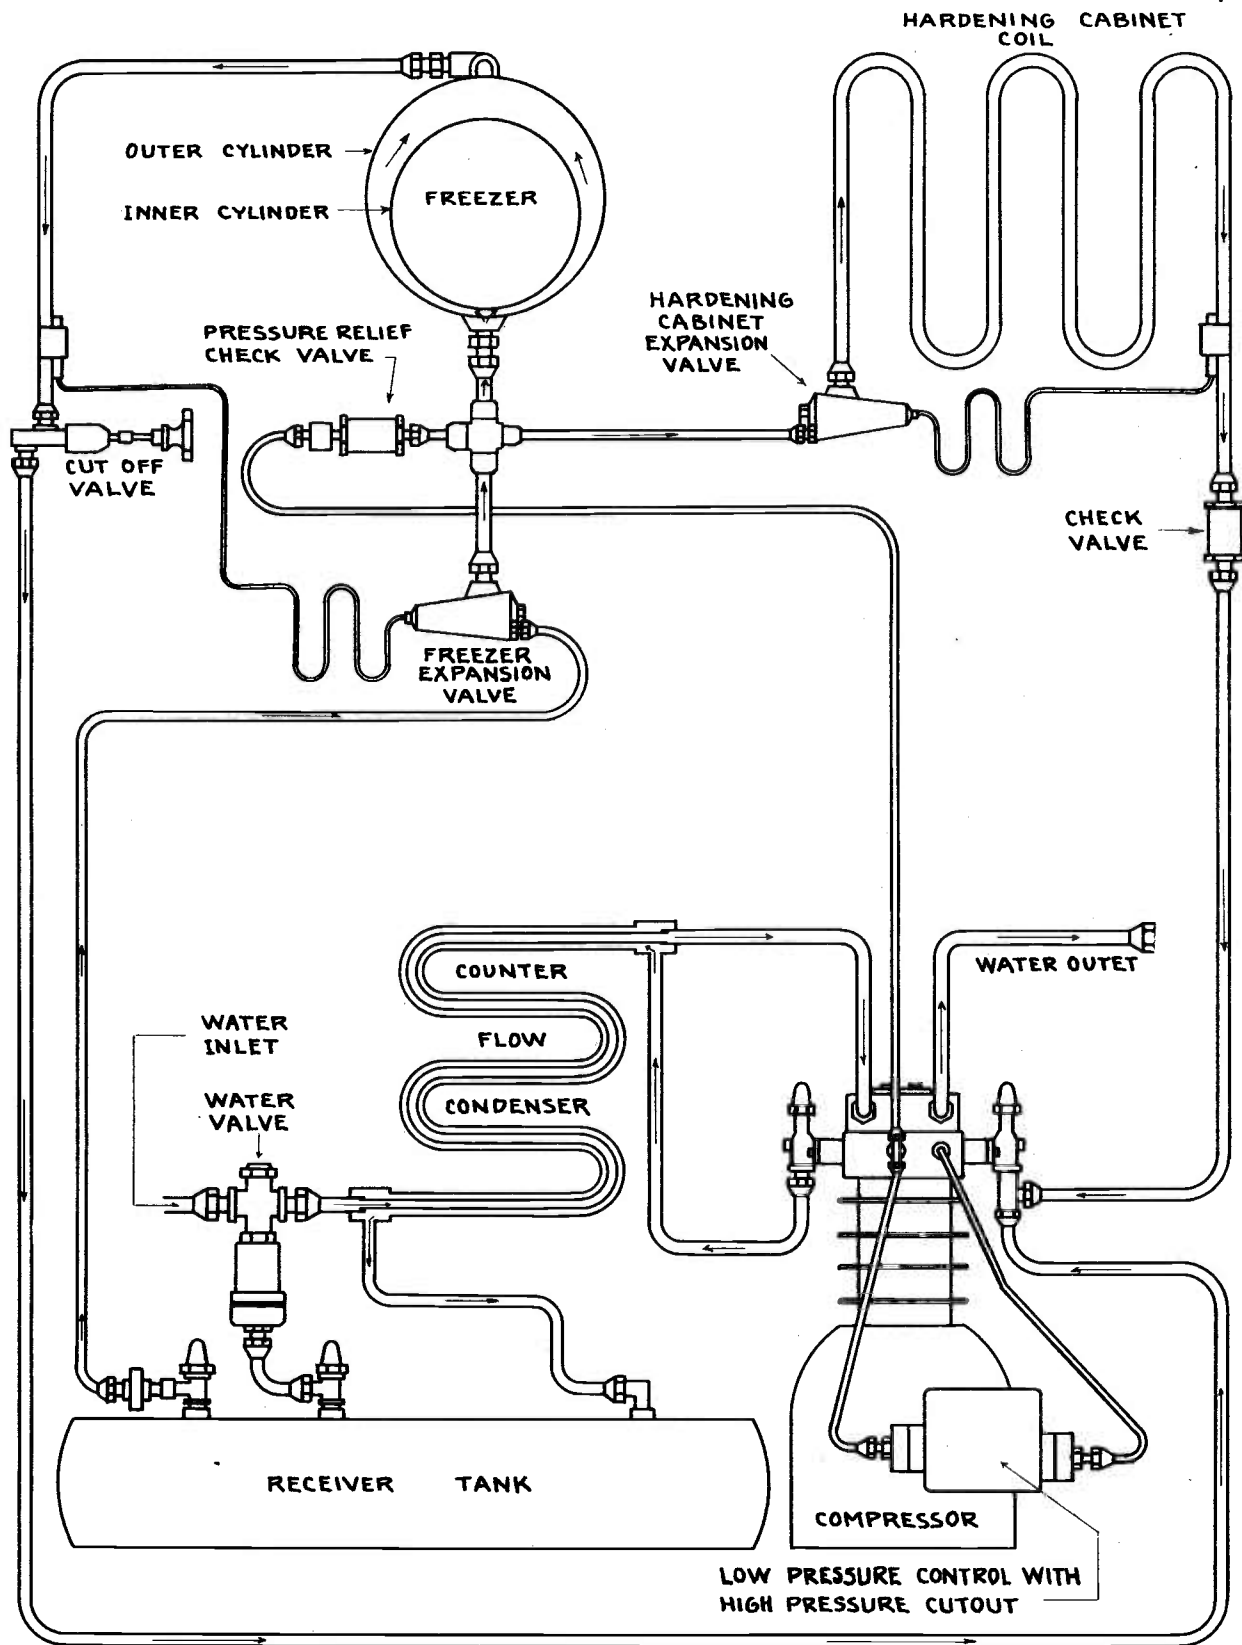 HARDENING CABINET
COIL
OUTER CYLINDER
INNER CYLINDER
FREEZER
PRESSURE RELIEF
CHECK VALVE
HARDENING
CABINET
EXPANSION
VALVE
CUT OFF
VALVE
CHECK
VALVE
FREEZER
EXPANSION
VALVE
COUNTER
FLOW
CONDENSER
WATER OUTET
WATER
INLET
WATER
VALVE
RECEIVER TANK
COMPRESSOR
LOW PRESSURE CONTROL WITH
HIGH PRESSURE CUTOUT